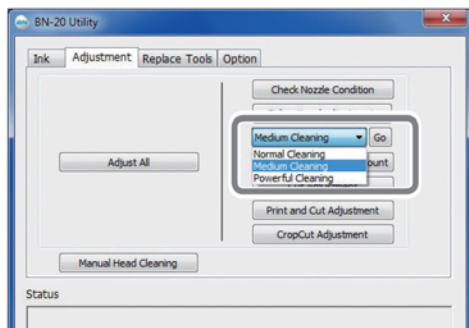 BN-20 Utility
Ink Adjustment Replace Tools Option
Check Nozzle Condition
Medium Cleaning Go
Normal Cleaning
Medium Cleaning
Powerful Cleaning
Adjust All
ount
Print and Cut Adjustment
CropCut Adjustment
Manual Head Cleaning
Status